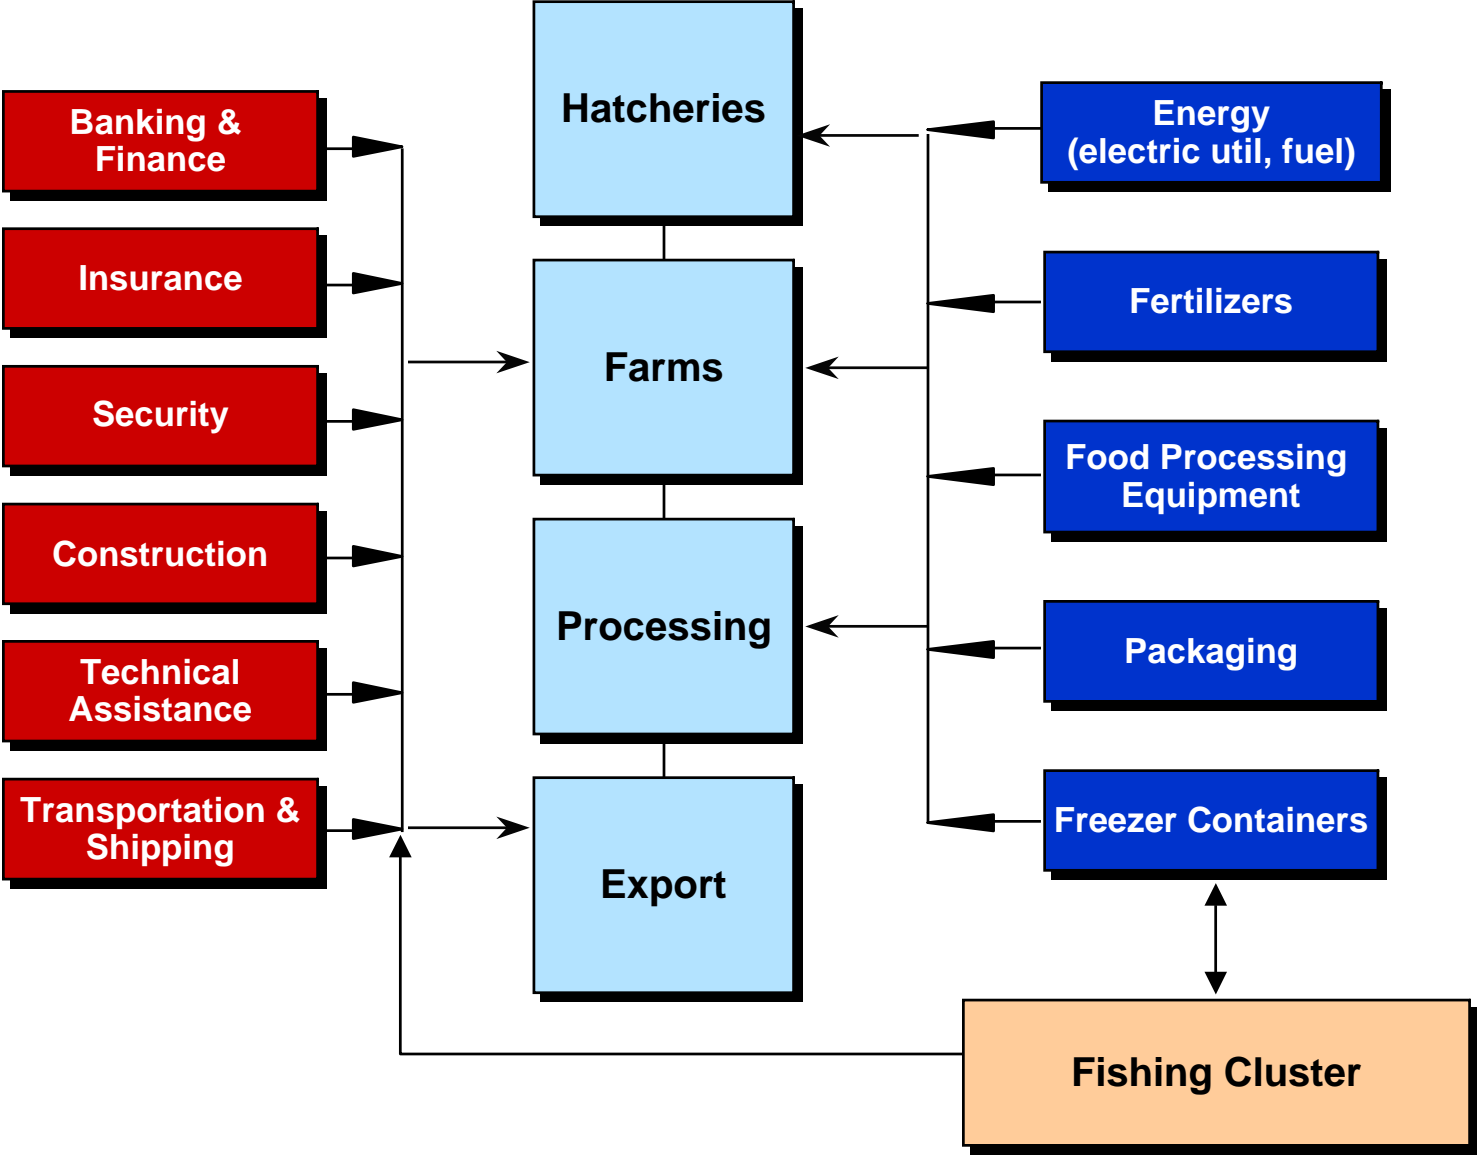 Hatcheries
Banking &
Finance
Energy
(electric util, fuel)
Insurance
Fertilizers
Farms
Security
Food Processing
Equipment
Construction
Processing
Packaging
Technical
Assistance
Transportation &
Shipping
Freezer Containers
Export
Fishing Cluster